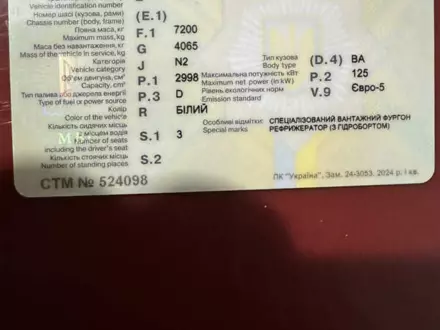 Vehicle identification number
Номер шасі (кузова, рами) (E.1)
Chassis number (body, frame)
Повна маса, кг F.1 7200
Maximum mass, kg
Маса без навантаження, кг G 4065
Mass of the vehicle in service, kg
Категорія J N2 Тип кузова (D.4) ВА
Vehicle category Body type
Об'єм двигуна, см³ P.1 2998 Максимальна потужність кВт P.2 125
Capacity, cm³ Maximum net. power (in kW)
Тип палива або джерела енергії P.3 D Рівень екологічних норм V.9 Євро-5
Type of fuel or power source Emission standard
Колір R БІЛИЙ
Color of the vehicle
Кількість сидячих місць Особливі відмітки: СПЕЦІАЛІЗОВАНИЙ ВАНТАЖНИЙ ФУРГОН
з місцем водія S.1 3 Special marks РЕФРИЖЕРАТОР (З ГІДРОБОРТОМ)
Number of seats
including the driver's seat
Кількість стоячих місць S.2
Number of standing places
СТМ № 524098
ПК "Україна", Зам. 24-3053. 2024 р. I кв.